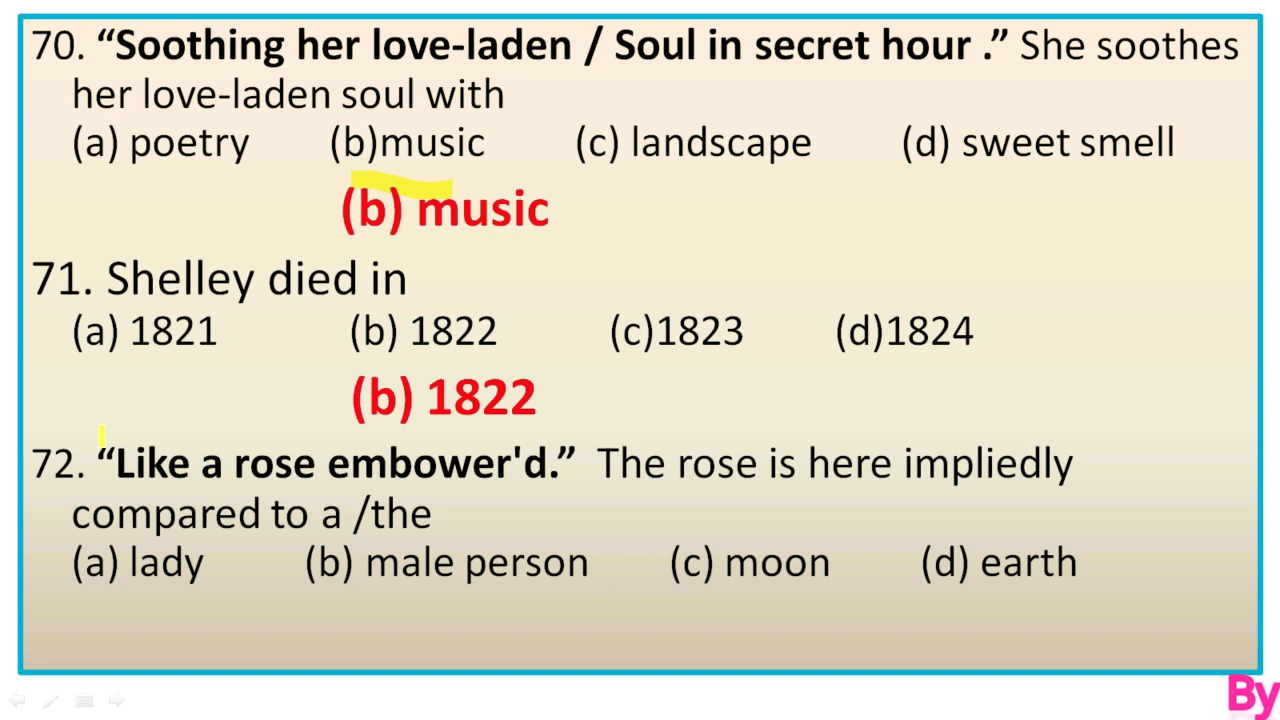 70. “Soothing her love-laden / Soul in secret hour .” She soothes
her love-laden soul with
(a) poetry (b)music (c) landscape (d) sweet smell
(b) music
71. Shelley died in
(a) 1821 (b) 1822 (c)1823 (d)1824
(b) 1822
72. “Like a rose embower'd.” The rose is here impliedly
compared to a /the
(a) lady (b) male person (c) moon (d) earth
By